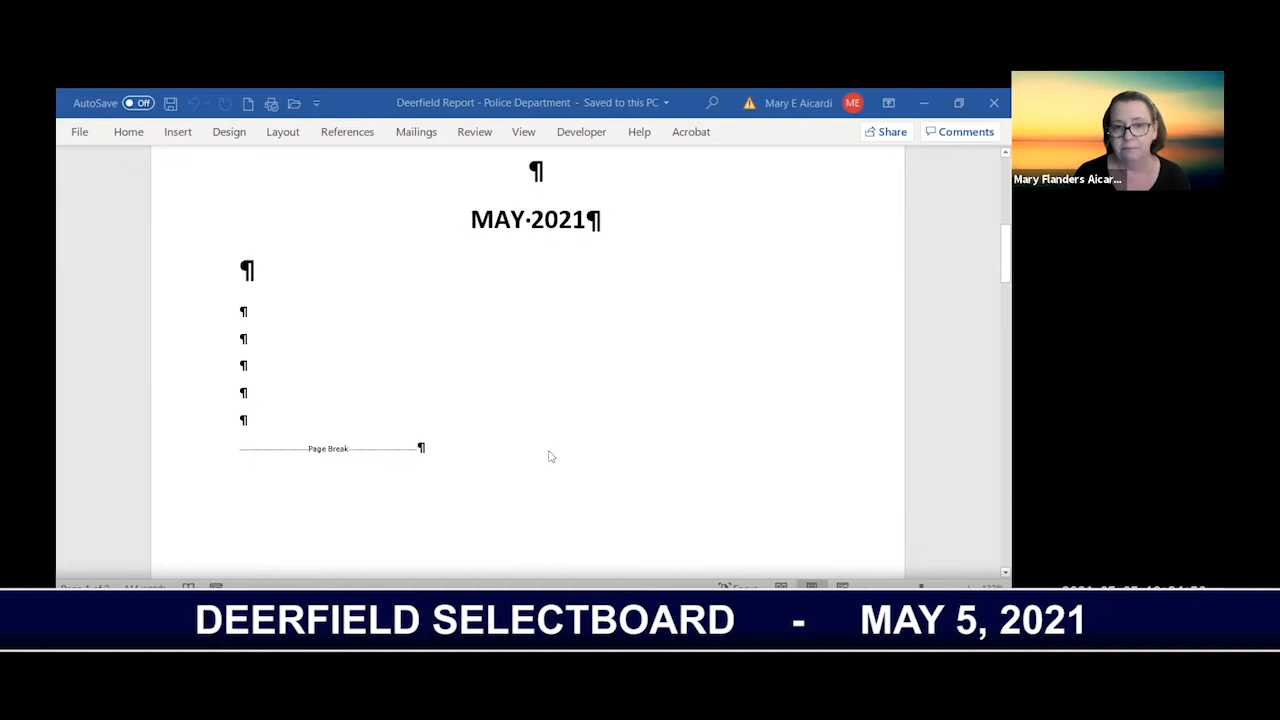 AutoSave Off Deerfield Report - Police Department - Saved to this PC Mary E Aicardi ME
File Home Insert Design Layout References Mailings Review View Developer Help Acrobat Share Comments
Mary Flanders Aicar...
¶
MAY·2021¶
¶
¶
¶
¶
¶
¶
Page Break ¶
DEERFIELD SELECTBOARD - MAY 5, 2021